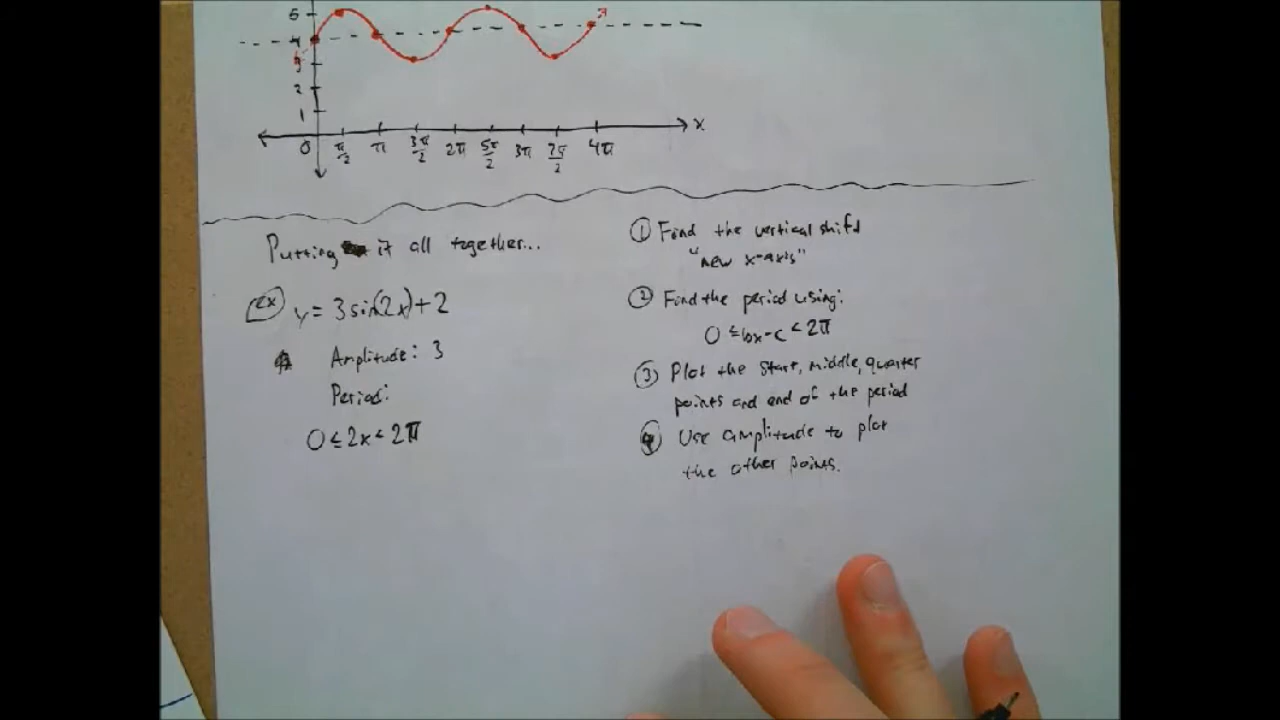 5
4
3
2
1
0 π/2 π 3π/2 2π 5π/2 3π 7π/2 4π x
Putting it all together...
Ex y = 3 sin(2x) + 2
Amplitude: 3
Period:
0 ≤ 2x < 2π
① Find the vertical shift
"new x-axis"
② Find the period using:
0 ≤ bx-c < 2π
③ Plot the start, middle, quarter
points and end of the period
④ Use amplitude to plot
the other points.